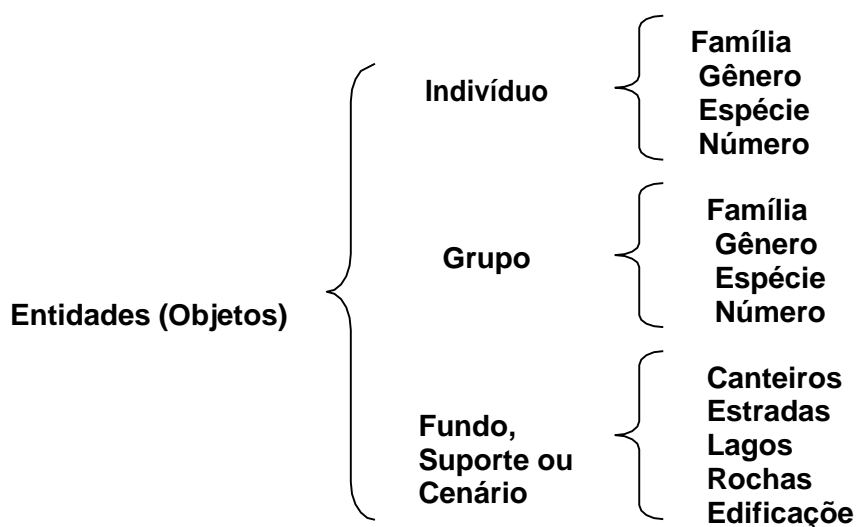 Entidades (Objetos)
Indivíduo
Família
Gênero
Espécie
Número
Grupo
Família
Gênero
Espécie
Número
Fundo,
Suporte ou
Cenário
Canteiros
Estradas
Lagos
Rochas
Edificaçõe